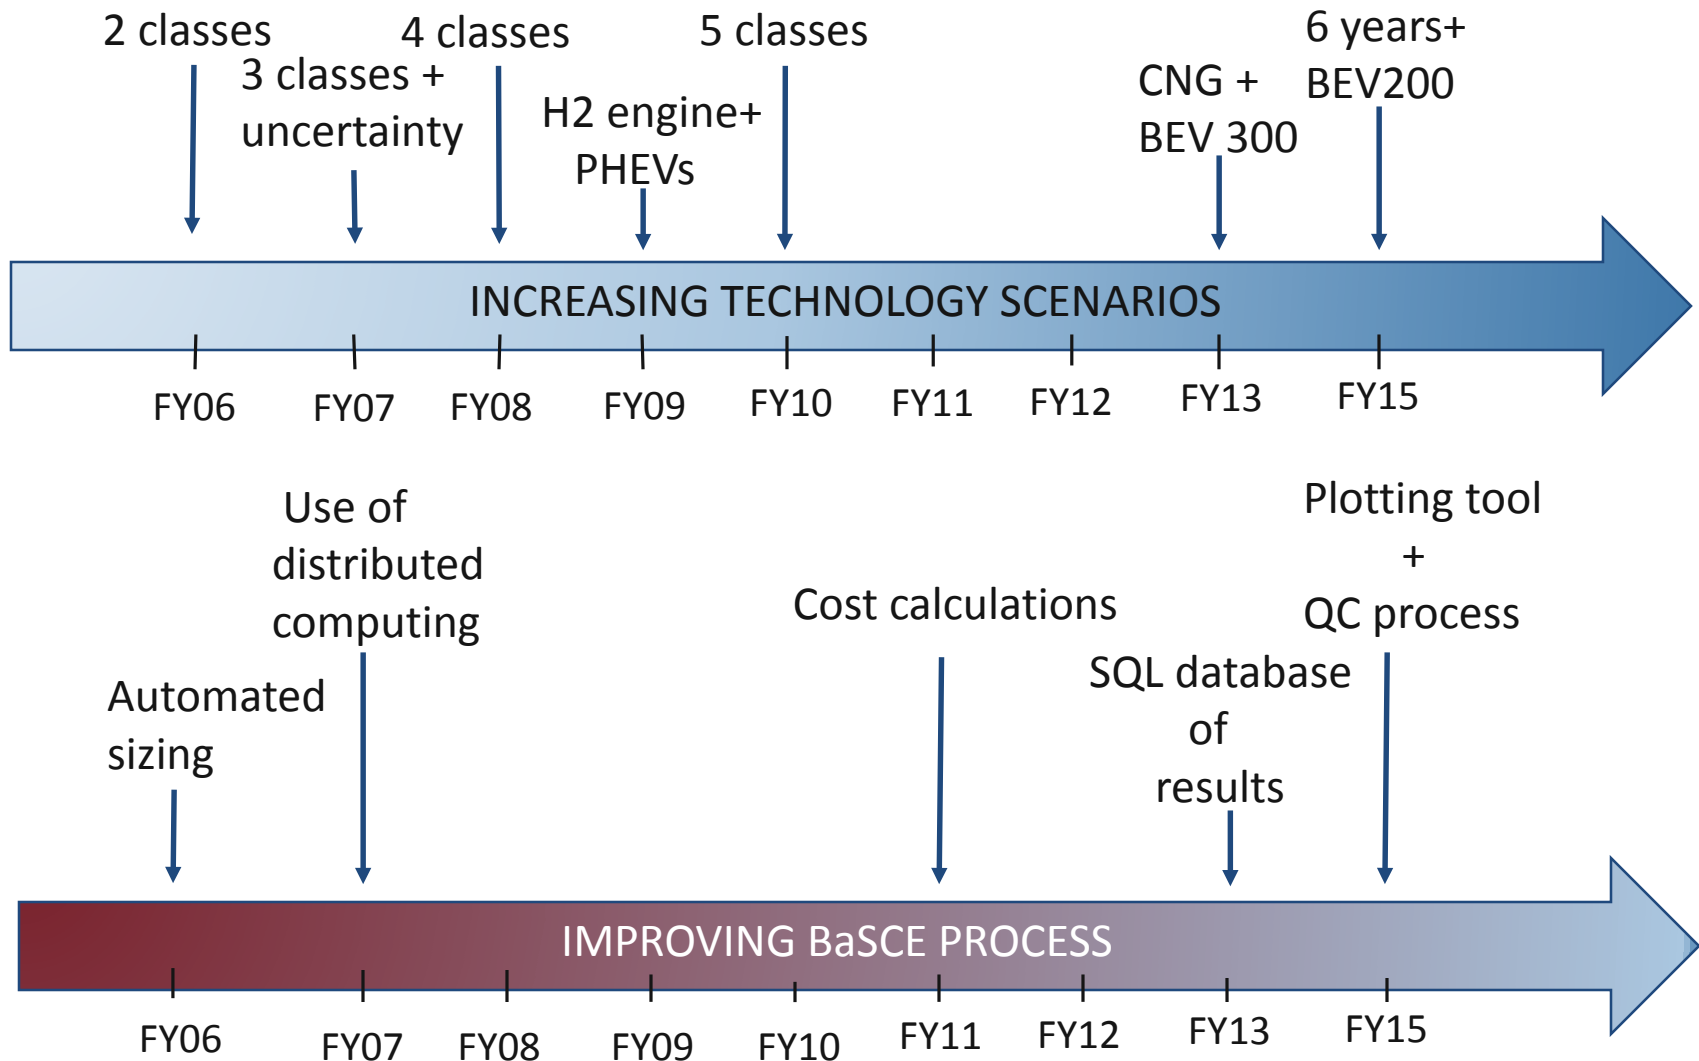 2 classes
3 classes +
uncertainty
4 classes
H2 engine+
PHEVs
5 classes
CNG +
BEV 300
6 years+
BEV200
INCREASING TECHNOLOGY SCENARIOS
FY06 FY07 FY08 FY09 FY10 FY11 FY12 FY13 FY15
Automated
sizing
Use of
distributed
computing
Cost calculations
SQL database
of
results
Plotting tool
+
QC process
IMPROVING BaSCE PROCESS
FY06 FY07 FY08 FY09 FY10 FY11 FY12 FY13 FY15